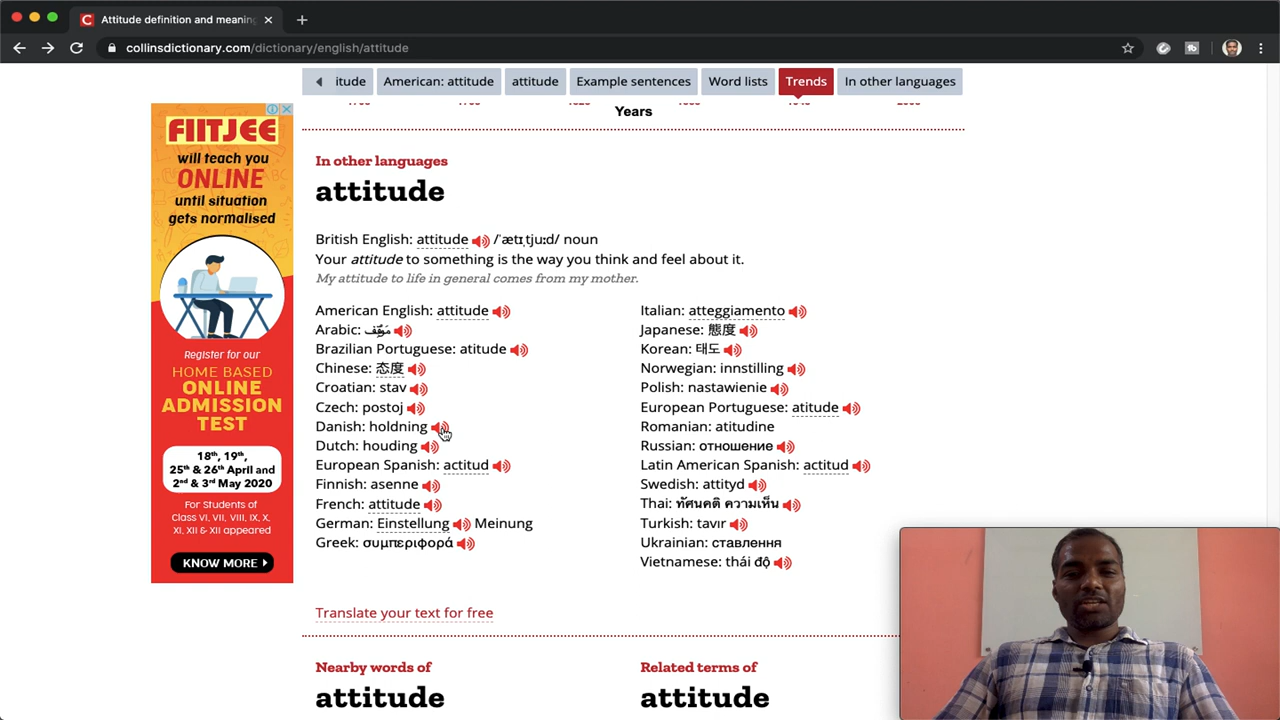 Attitude definition and meaning
collinsdictionary.com/dictionary/english/attitude
itude
American: attitude
attitude
Example sentences
Word lists
Trends
In other languages
Years
FIITJEE
will teach you
ONLINE
until situation
gets normalised
Register for our
HOME BASED
ONLINE
ADMISSION
TEST
18th, 19th,
25th & 26th April and
2nd & 3rd May 2020
For Students of
Class VI, VII, VIII, IX, X,
XI, XII & XII appeared
KNOW MORE
In other languages
attitude
British English: attitude /ˈætɪˌtjuːd/ noun
Your attitude to something is the way you think and feel about it.
My attitude to life in general comes from my mother.
American English: attitude
Arabic: مَوْقِف
Brazilian Portuguese: atitude
Chinese: 态度
Croatian: stav
Czech: postoj
Danish: holdning
Dutch: houding
European Spanish: actitud
Finnish: asenne
French: attitude
German: Einstellung Meinung
Greek: συμπεριφορά
Italian: atteggiamento
Japanese: 態度
Korean: 태도
Norwegian: innstilling
Polish: nastawienie
European Portuguese: atitude
Romanian: atitudine
Russian: отношение
Latin American Spanish: actitud
Swedish: attityd
Thai: ทัศนคติ ความเห็น
Turkish: tavır
Ukrainian: ставлення
Vietnamese: thái độ
Translate your text for free
Nearby words of
attitude
Related terms of
attitude